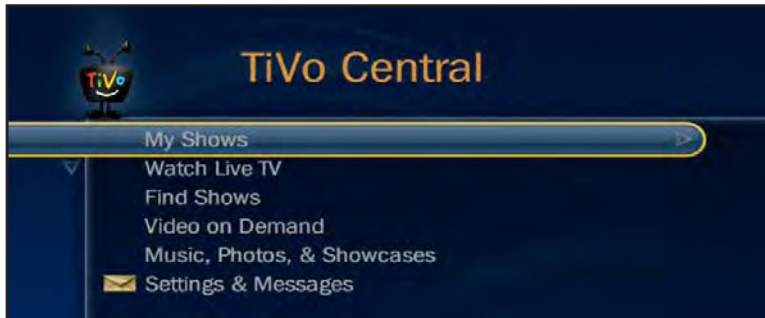 TiVo
TiVo Central
My Shows
Watch Live TV
Find Shows
Video on Demand
Music, Photos, & Showcases
Settings & Messages